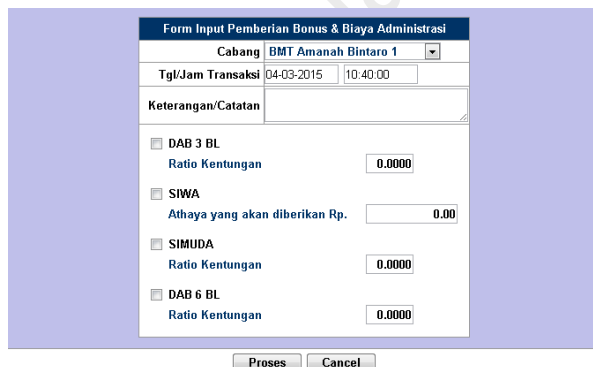 Form Input Pemberian Bonus & Biaya Administrasi
Cabang BMT Amanah Bintaro 1
Tgl/Jam Transaksi 04-03-2015 10:40:00
Keterangan/Catatan
DAB 3 BL
Ratio Kentungan 0.0000
SIWA
Athaya yang akan diberikan Rp. 0.00
SIMUDA
Ratio Kentungan 0.0000
DAB 6 BL
Ratio Kentungan 0.0000
Proses Cancel